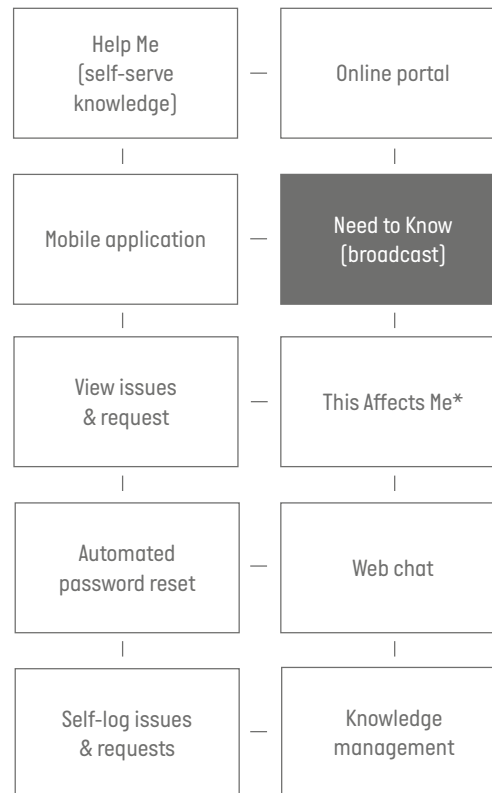 Help Me
(self-serve
knowledge)
Online portal
Mobile application
Need to Know
(broadcast)
View issues
& request
This Affects Me*
Automated
password reset
Web chat
Self-log issues
& requests
Knowledge
management